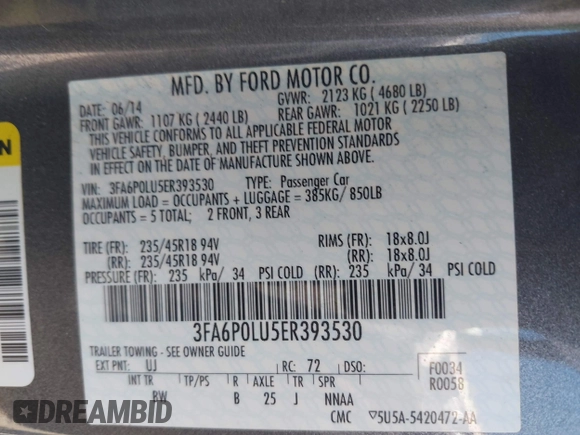 MFD. BY FORD MOTOR CO.
DATE: 06/14 GVWR: 2123 KG (4680 LB)
FRONT GAWR: 1107 KG (2440 LB) REAR GAWR: 1021 KG (2250 LB)
THIS VEHICLE CONFORMS TO ALL APPLICABLE FEDERAL MOTOR
VEHICLE SAFETY, BUMPER, AND THEFT PREVENTION STANDARDS
IN EFFECT ON THE DATE OF MANUFACTURE SHOWN ABOVE.
VIN: 3FA6P0LU5ER393530 TYPE: Passenger Car
MAXIMUM LOAD = OCCUPANTS + LUGGAGE = 385KG/ 850LB
OCCUPANTS = 5 TOTAL; 2 FRONT, 3 REAR
TIRE (FR): 235/45R18 94V RIMS (FR): 18x8.0J
(RR): 235/45R18 94V (RR): 18x8.0J
PRESSURE (FR): 235 kPa/ 34 PSI COLD (RR): 235 kPa/ 34 PSI COLD
3FA6P0LU5ER393530
TRAILER TOWING - SEE OWNER GUIDE
EXT PNT: UJ RC: 72 DSO: F0034
R0058
INT TR TP/PS R AXLE TR SPR
RW B 25 J NNAA
CMC 5U5A-5420472-AA
DREAMBID